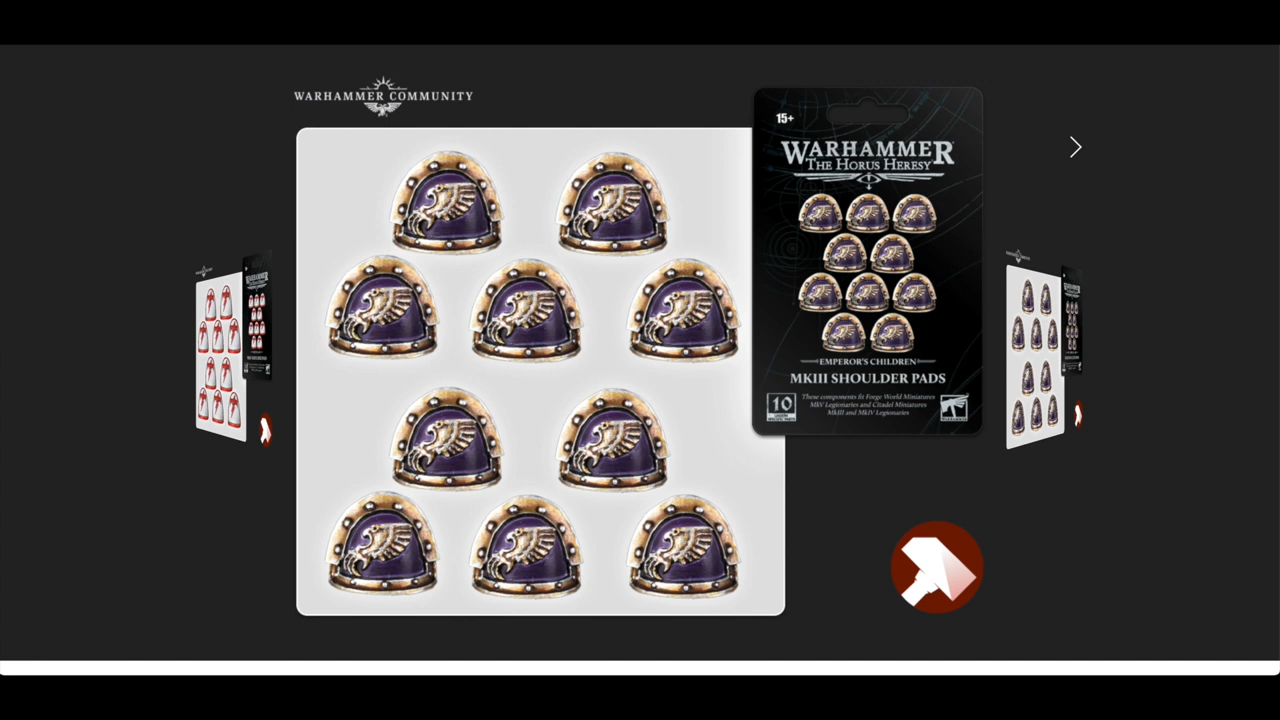 WARHAMMER COMMUNITY
15+
WARHAMMER
THE HORUS HERESY
EMPEROR'S CHILDREN
MKIII SHOULDER PADS
10
These components fit Forge World Miniatures
MkV Legionaries and Citadel Miniatures
MkIII and MkIV Legionaries